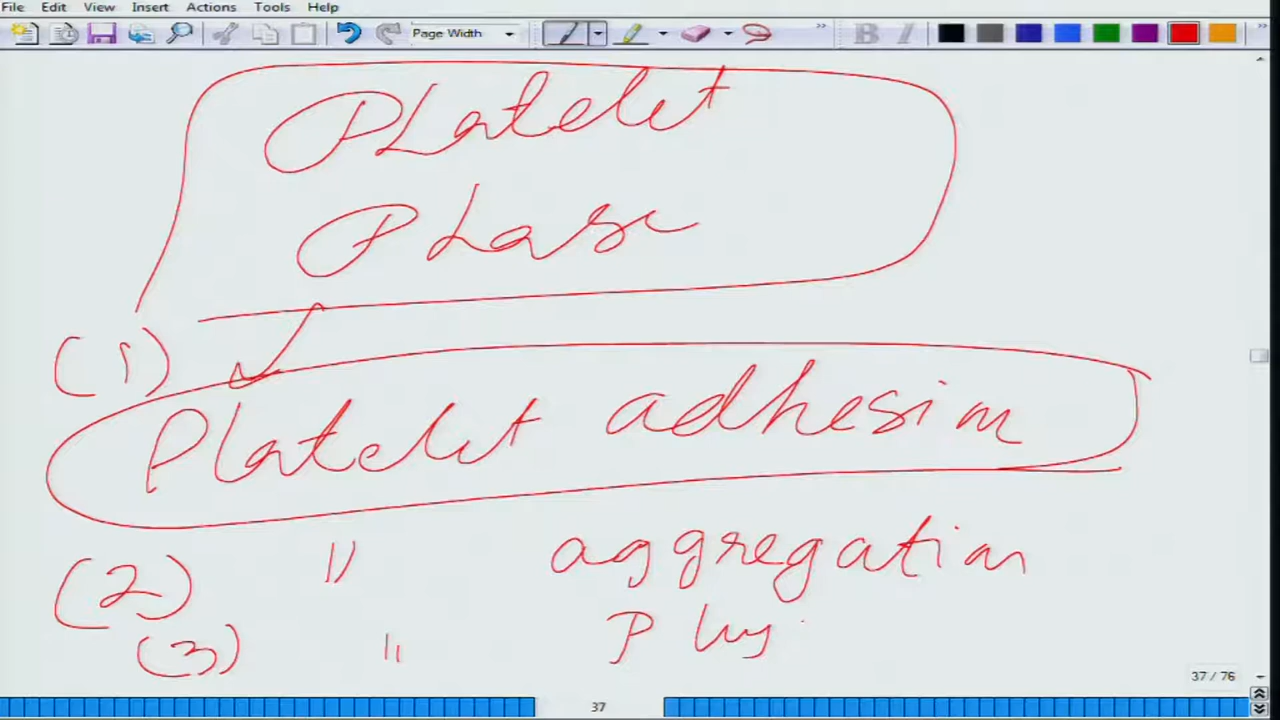 File Edit View Insert Actions Tools Help
Page Width
PLatelet
Phase
(1)
Platelet adhesion
(2) " aggregation
(3) " Plug
37 / 76
37